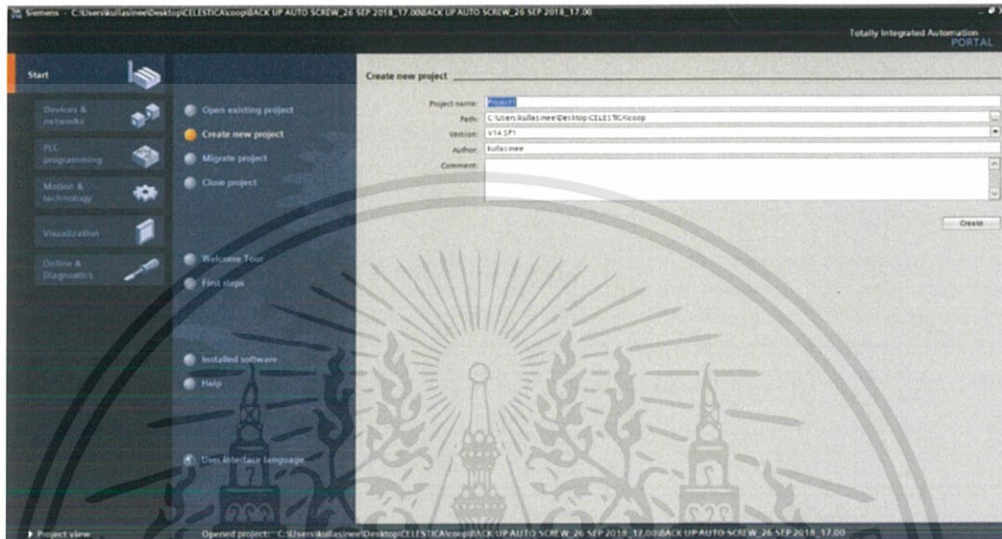 Siemens - C:\Users\kullasinee\Desktop\CELESTICA\coop\BACK UP AUTO SCREW_26 SEP 2018_17.00\BACK UP AUTO SCREW_26 SEP 2018_17.00
Totally Integrated Automation
PORTAL
Start
Devices &
networks
PLC
programming
Motion &
technology
Visualization
Online &
Diagnostics
Open existing project
Create new project
Migrate project
Close project
Welcome Tour
First steps
Installed software
Help
User interface language
Create new project
Project name: Project1
Path: C:\Users\kullasinee\Desktop\CELESTICA\coop
Version: V14 SP1
Author: kullasinee
Comment:
Create
Project view
Opened project: C:\Users\kullasinee\Desktop\CELESTICA\coop\BACK UP AUTO SCREW_26 SEP 2018_17.00\BACK UP AUTO SCREW_26 SEP 2018_17.00